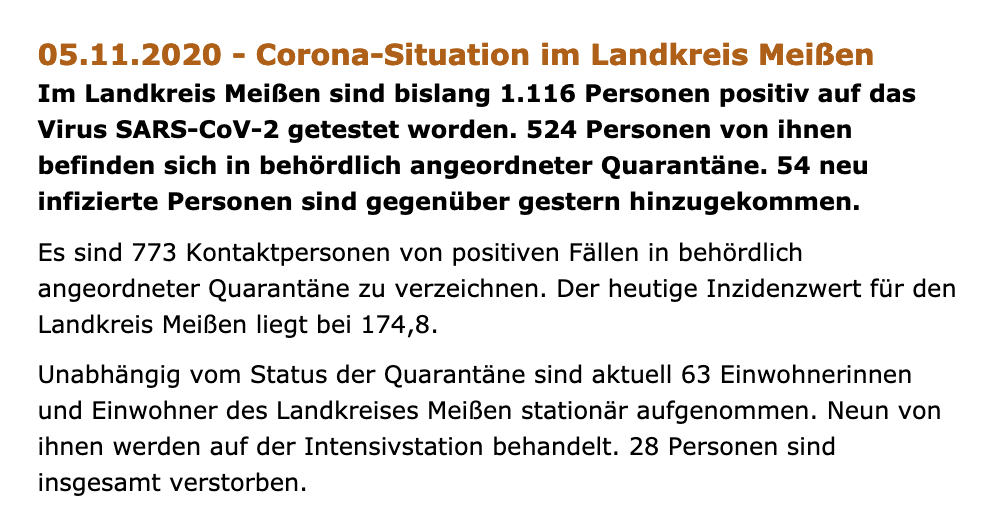 05.11.2020 - Corona-Situation im Landkreis Meißen
Im Landkreis Meißen sind bislang 1.116 Personen positiv auf das
Virus SARS-CoV-2 getestet worden. 524 Personen von ihnen
befinden sich in behördlich angeordneter Quarantäne. 54 neu
infizierte Personen sind gegenüber gestern hinzugekommen.
Es sind 773 Kontaktpersonen von positiven Fällen in behördlich
angeordneter Quarantäne zu verzeichnen. Der heutige Inzidenzwert für den
Landkreis Meißen liegt bei 174,8.
Unabhängig vom Status der Quarantäne sind aktuell 63 Einwohnerinnen
und Einwohner des Landkreises Meißen stationär aufgenommen. Neun von
ihnen werden auf der Intensivstation behandelt. 28 Personen sind
insgesamt verstorben.